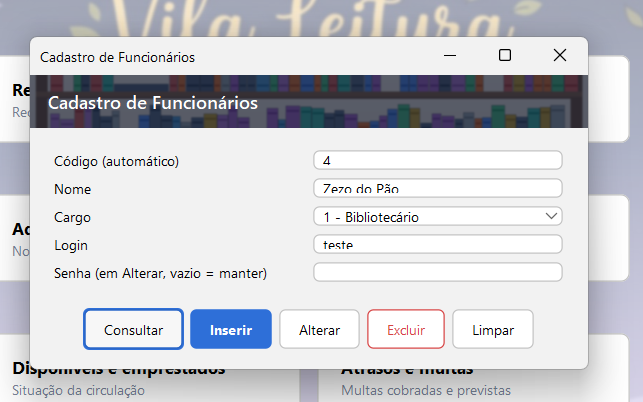 Vila Leitura
Cadastro de Funcionários
Cadastro de Funcionários
Código (automático) 4
Nome Zezo do Pão
Cargo 1 - Bibliotecário
Login teste
Senha (em Alterar, vazio = manter)
Consultar Inserir Alterar Excluir Limpar
Disponíveis e emprestados Atrasos e multas
Situação da circulação Multas cobradas e previstas